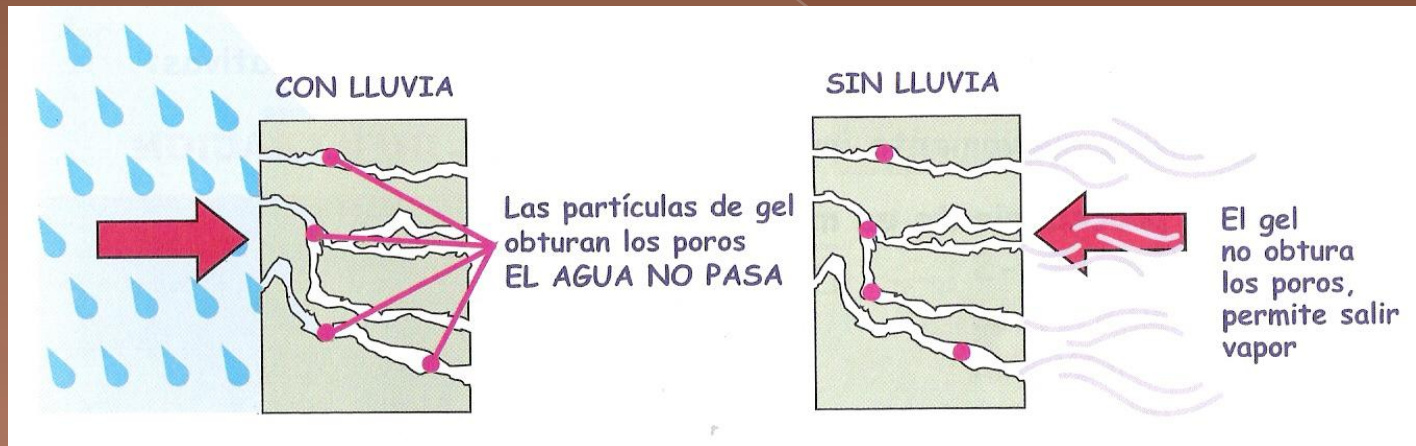 CON LLUVIA
Las partículas de gel
obturan los poros
EL AGUA NO PASA
SIN LLUVIA
El gel
no obtura
los poros,
permite salir
vapor